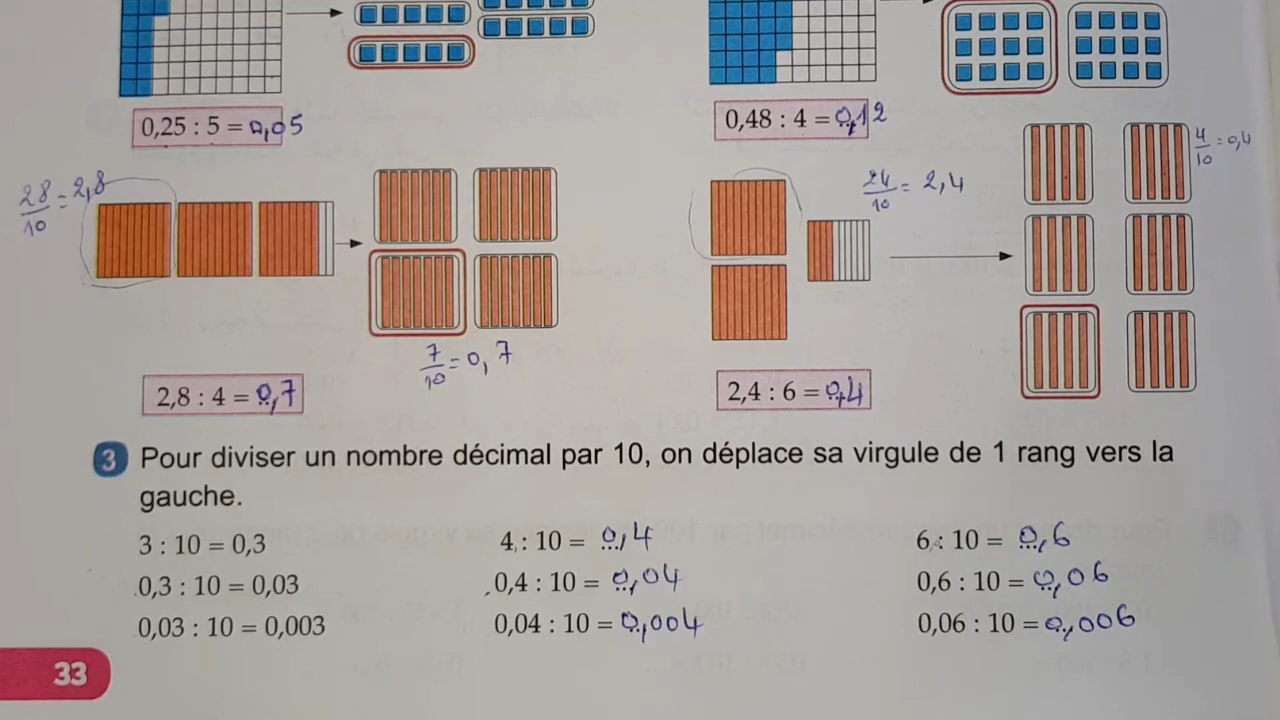 0,25 : 5 = 0,05
0,48 : 4 = 0,12
28/10 = 2,8
24/10 = 2,4
4/10 = 0,4
7/10 = 0,7
2,8 : 4 = 0,7
2,4 : 6 = 0,4
3 Pour diviser un nombre décimal par 10, on déplace sa virgule de 1 rang vers la
gauche.
3 : 10 = 0,3
4, : 10 = 0,4
6, : 10 = 0,6
0,3 : 10 = 0,03
0,4 : 10 = 0,04
0,6 : 10 = 0,06
0,03 : 10 = 0,003
0,04 : 10 = 0,004
0,06 : 10 = 0,006
33